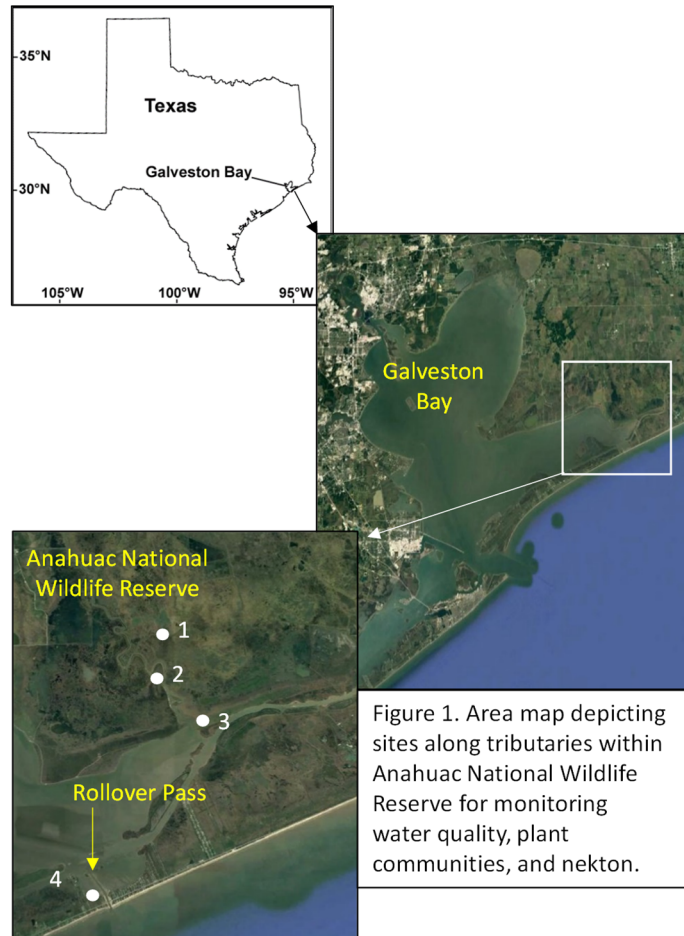 35°N
Texas
Galveston Bay
30°N
105°W
100°W
95°W
Galveston
Bay
Anahuac National
Wildlife Reserve
1
2
3
Rollover Pass
4
Figure 1. Area map depicting
sites along tributaries within
Anahuac National Wildlife
Reserve for monitoring
water quality, plant
communities, and nekton.